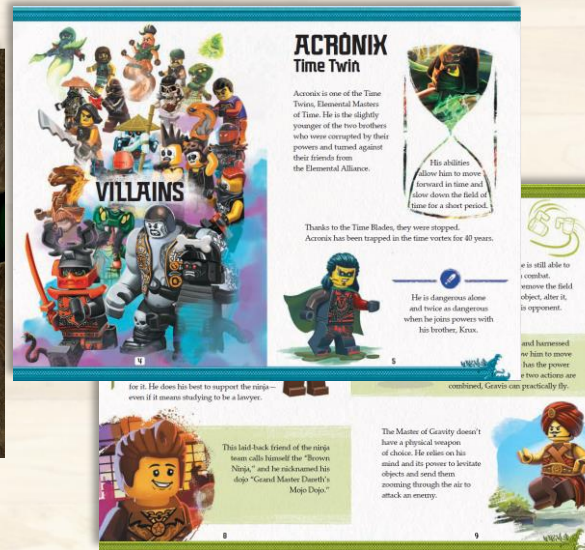 VILLAINS
4
ACRONIX
Time Twin
Acronix is one of the Time
Twins, Elemental Masters
of Time. He is the slightly
younger of the two brothers
who were corrupted by their
powers and turned against
their friends from
the Elemental Alliance.
His abilities
allow him to move
forward in time and
slow down the field of
time for a short period.
Thanks to the Time Blades, they were stopped.
Acronix has been trapped in the time vortex for 40 years.
He is dangerous alone
and twice as dangerous
when he joins powers with
his brother, Krux.
5
e is still able to
combat.
remove the field
object, alter it,
is opponent.
and harnessed
w him to move
has the power
e two actions are
combined, Gravis can practically fly.
for it. He does his best to support the ninja –
even if it means studying to be a lawyer.
This laid-back friend of the ninja
team calls himself the "Brown
Ninja," and he nicknamed his
dojo "Grand Master Dareth's
Mojo Dojo."
8
The Master of Gravity doesn't
have a physical weapon
of choice. He relies on his
mind and its power to levitate
objects and send them
zooming through the air to
attack an enemy.
9